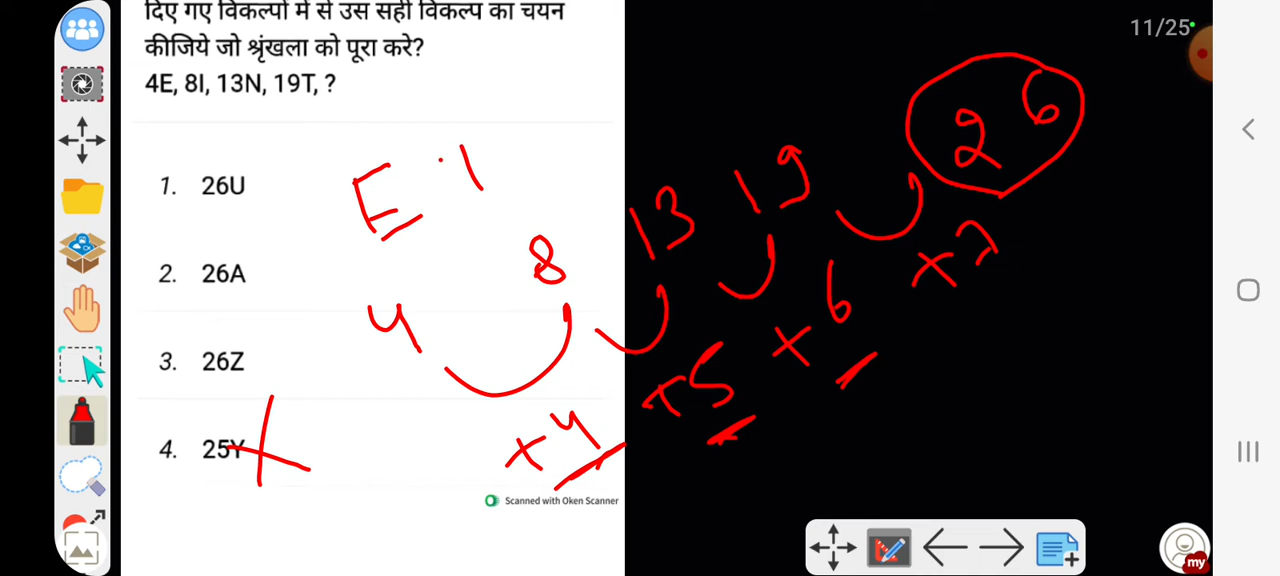 दिए गए विकल्पों में से उस सही विकल्प का चयन
कीजिये जो श्रृंखला को पूरा करे?
4E, 8I, 13N, 19T, ?
1. 26U
2. 26A
3. 26Z
4. 25Y
E I
4 8 13 19 26
+4 +5 +6 +7
Scanned with Oken Scanner
11/25
my